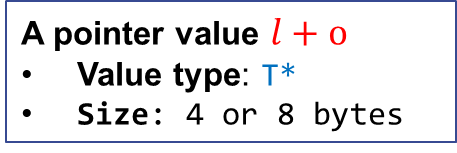 A pointer value l + o
• Value type: T*
• Size: 4 or 8 bytes